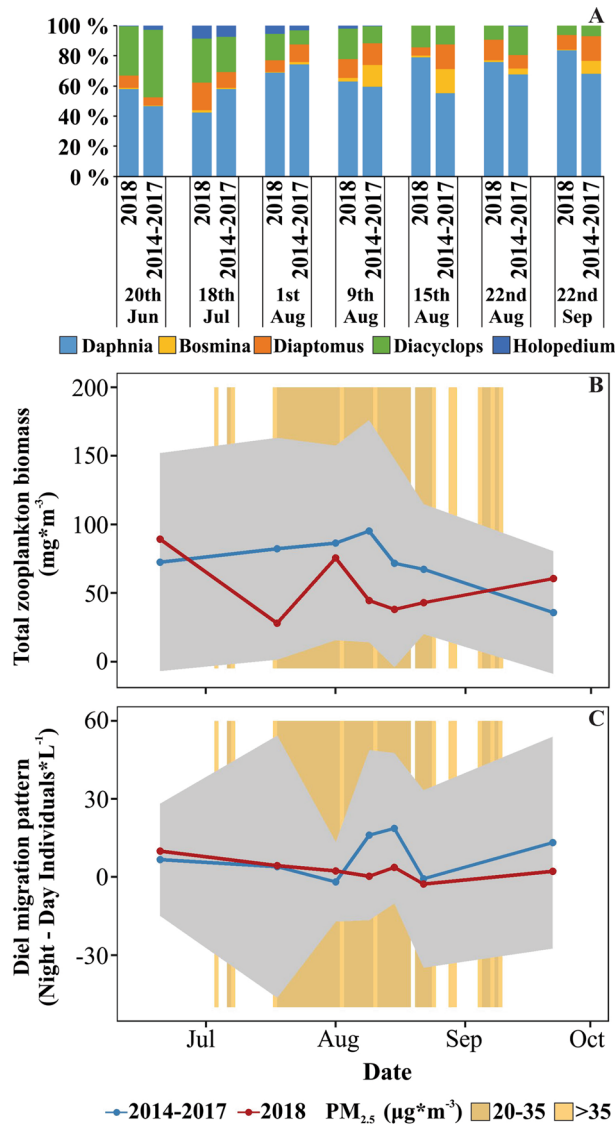 A
100 %
80 %
60 %
40 %
20 %
0 %
2018
2014-2017
2018
2014-2017
2018
2014-2017
2018
2014-2017
2018
2014-2017
2018
2014-2017
2018
2014-2017
20th Jun
18th Jul
1st Aug
9th Aug
15th Aug
22nd Aug
22nd Sep
Daphnia Bosmina Diaptomus Diacyclops Holopedium
B
Total zooplankton biomass
(mg*m⁻³)
200
150
100
50
0
C
Diel migration pattern
(Night - Day Individuals*L⁻¹)
60
30
0
-30
Jul Aug Sep Oct
Date
2014-2017 2018 PM₂.₅ (µg*m⁻³) 20-35 >35